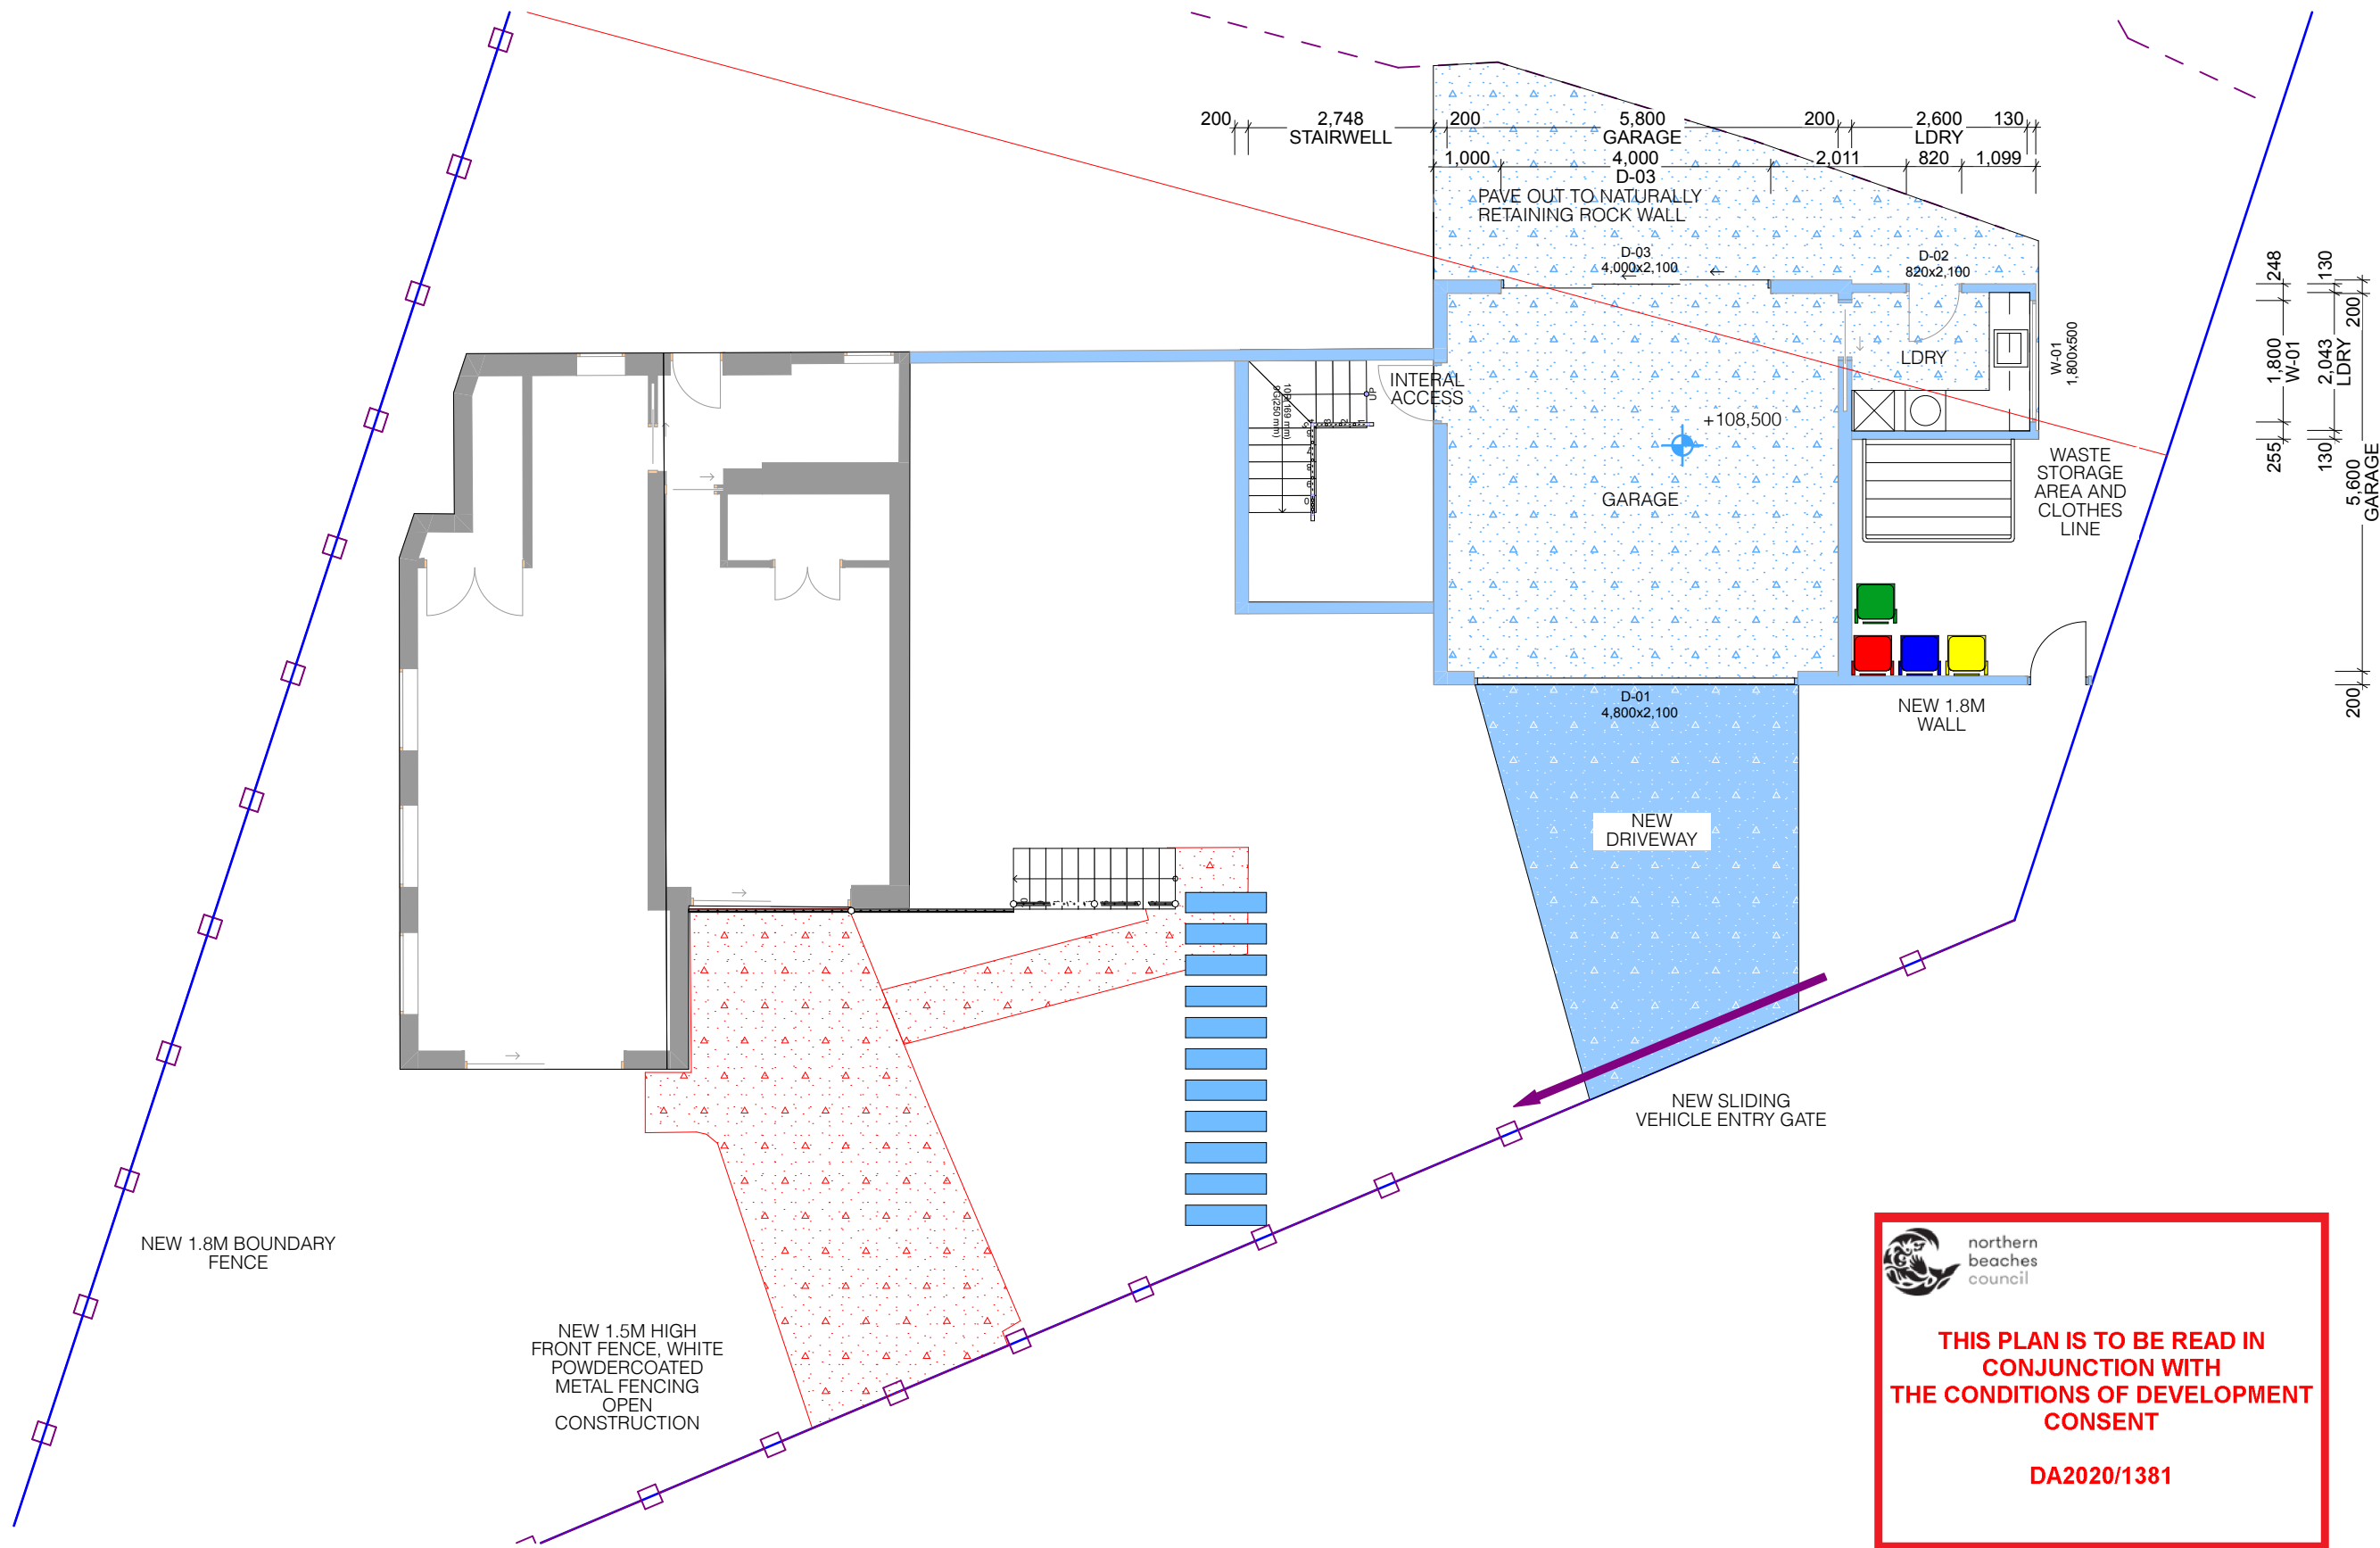 200
2,748
STAIRWELL
200
5,800
GARAGE
200
2,600
LDRY
130
1,000
4,000
D-03
2,011
820
1,099
PAVE OUT TO NATURALLY
RETAINING ROCK WALL
D-03
4,000x2,100
D-02
820x2,100
248
1,800
W-01
255
130
2,043
LDRY
130
200
5,600
GARAGE
200
W-01
1,800x500
LDRY
INTERAL
ACCESS
UP
+108,500
GARAGE
WASTE
STORAGE
AREA AND
CLOTHES
LINE
D-01
4,800x2,100
NEW 1.8M
WALL
NEW
DRIVEWAY
NEW SLIDING
VEHICLE ENTRY GATE
NEW 1.8M BOUNDARY
FENCE
NEW 1.5M HIGH
FRONT FENCE, WHITE
POWDERCOATED
METAL FENCING
OPEN
CONSTRUCTION
northern
beaches
council
THIS PLAN IS TO BE READ IN
CONJUNCTION WITH
THE CONDITIONS OF DEVELOPMENT
CONSENT
DA2020/1381